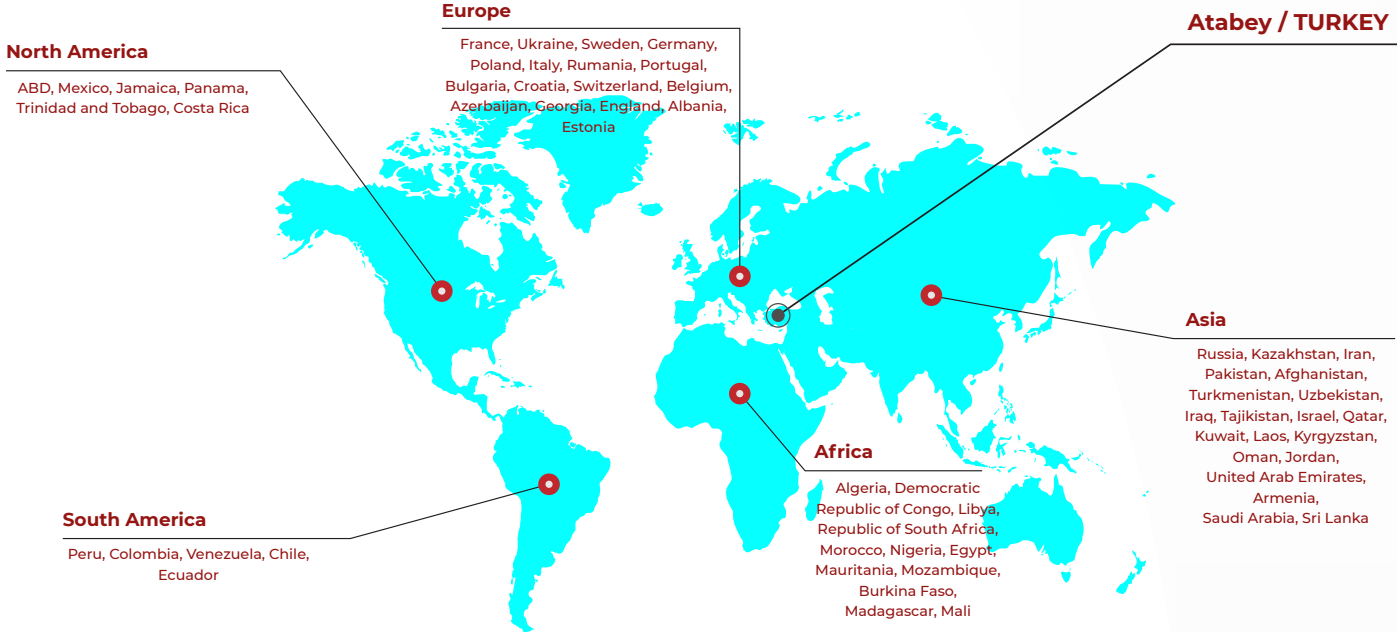 Europe
France, Ukraine, Sweden, Germany,
Poland, Italy, Rumania, Portugal,
Bulgaria, Croatia, Switzerland, Belgium,
Azerbaijan, Georgia, England, Albania,
Estonia
Atabey / TURKEY
North America
ABD, Mexico, Jamaica, Panama,
Trinidad and Tobago, Costa Rica
Asia
Russia, Kazakhstan, Iran,
Pakistan, Afghanistan,
Turkmenistan, Uzbekistan,
Iraq, Tajikistan, Israel, Qatar,
Kuwait, Laos, Kyrgyzstan,
Oman, Jordan,
United Arab Emirates,
Armenia,
Saudi Arabia, Sri Lanka
Africa
Algeria, Democratic
Republic of Congo, Libya,
Republic of South Africa,
Morocco, Nigeria, Egypt,
Mauritania, Mozambique,
Burkina Faso,
Madagascar, Mali
South America
Peru, Colombia, Venezuela, Chile,
Ecuador